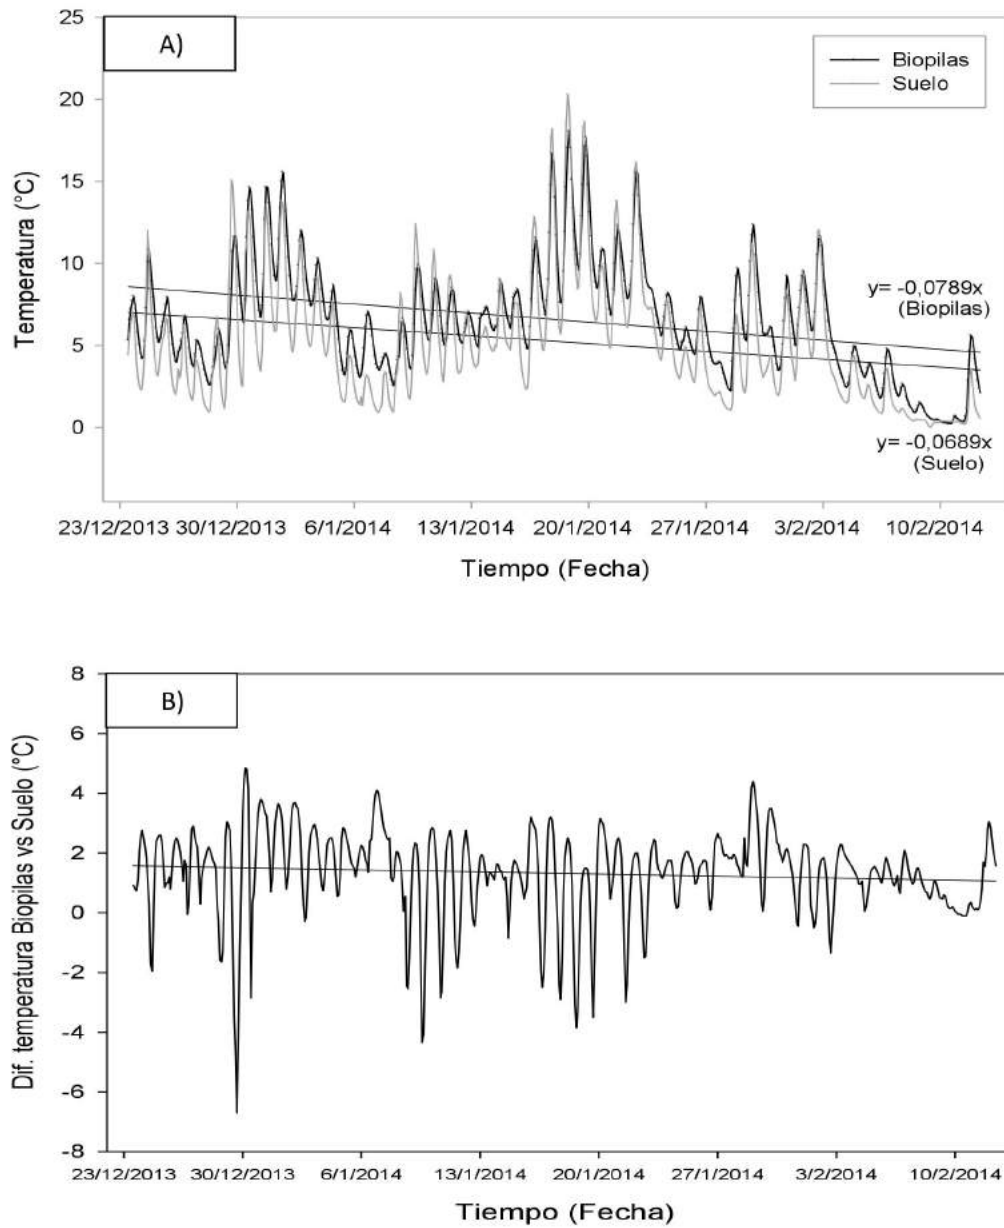 A)
Biopilas
Suelo
25
20
15
10
5
0
Temperatura (°C)
y= -0,0789x
(Biopilas)
y= -0,0689x
(Suelo)
23/12/2013 30/12/2013 6/1/2014 13/1/2014 20/1/2014 27/1/2014 3/2/2014 10/2/2014
Tiempo (Fecha)
B)
8
6
4
2
0
-2
-4
-6
-8
Dif. temperatura Biopilas vs Suelo (°C)
23/12/2013 30/12/2013 6/1/2014 13/1/2014 20/1/2014 27/1/2014 3/2/2014 10/2/2014
Tiempo (Fecha)